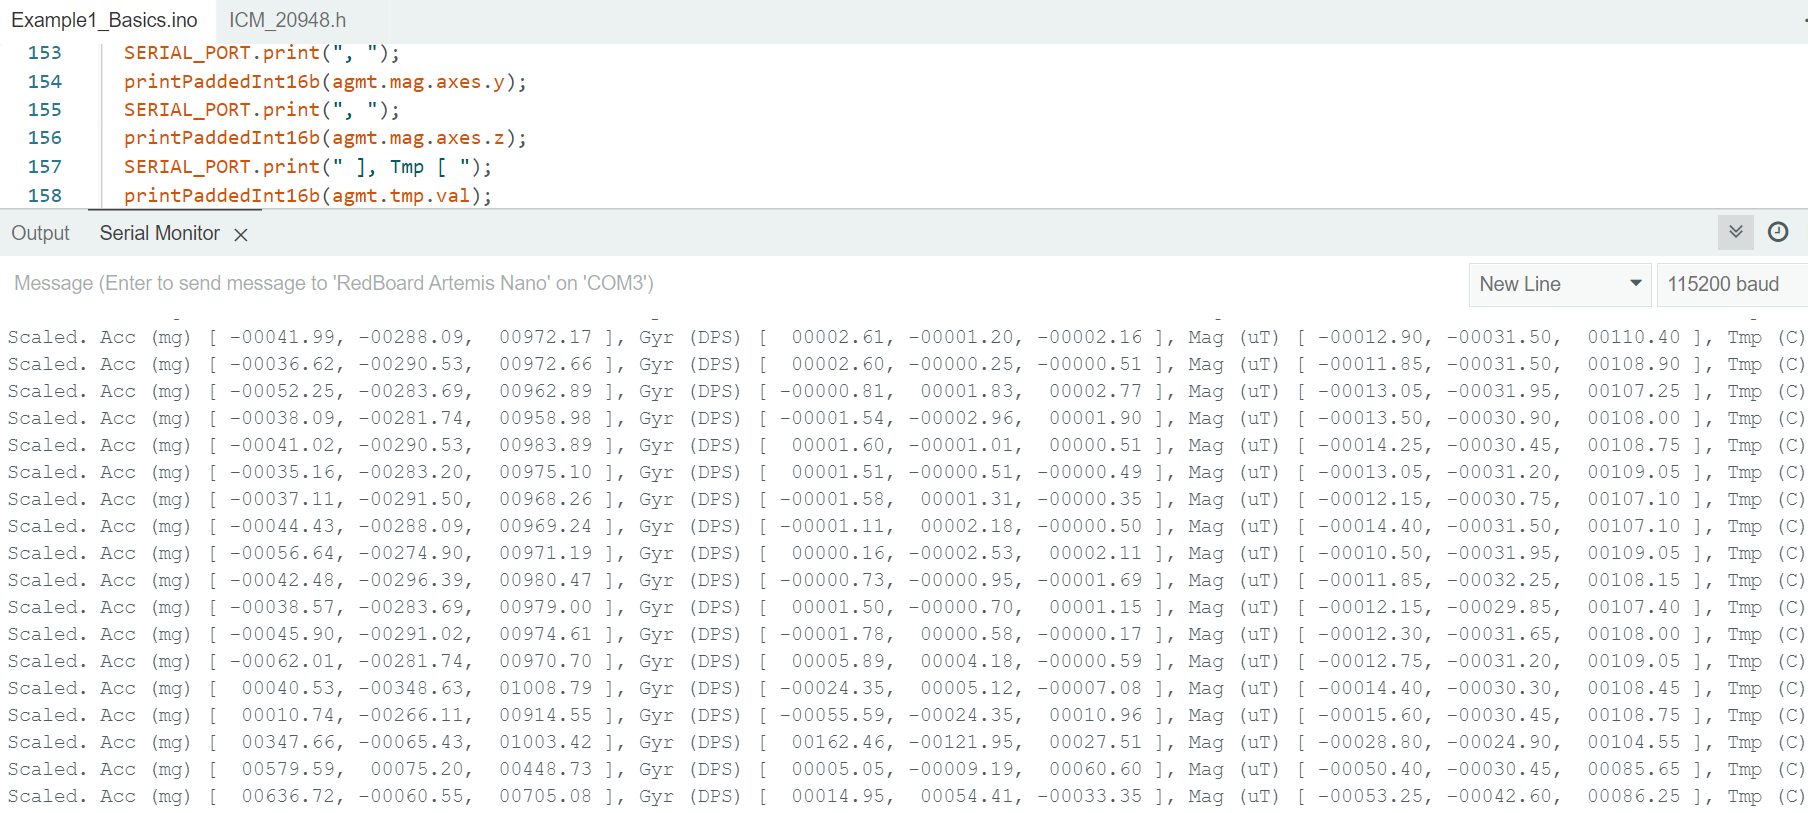 Example1_Basics.ino ICM_20948.h
153 SERIAL_PORT.print(", ");
154 printPaddedInt16b(agmt.mag.axes.y);
155 SERIAL_PORT.print(", ");
156 printPaddedInt16b(agmt.mag.axes.z);
157 SERIAL_PORT.print(" ], Tmp [ ");
158 printPaddedInt16b(agmt.tmp.val);
Output Serial Monitor
Message (Enter to send message to 'RedBoard Artemis Nano' on 'COM3') New Line 115200 baud
Scaled. Acc (mg) [ -00041.99, -00288.09,  00972.17 ], Gyr (DPS) [  00002.61, -00001.20, -00002.16 ], Mag (uT) [ -00012.90, -00031.50,  00110.40 ], Tmp (C)
Scaled. Acc (mg) [ -00036.62, -00290.53,  00972.66 ], Gyr (DPS) [  00002.60, -00000.25, -00000.51 ], Mag (uT) [ -00011.85, -00031.50,  00108.90 ], Tmp (C)
Scaled. Acc (mg) [ -00052.25, -00283.69,  00962.89 ], Gyr (DPS) [ -00000.81,  00001.83,  00002.77 ], Mag (uT) [ -00013.05, -00031.95,  00107.25 ], Tmp (C)
Scaled. Acc (mg) [ -00038.09, -00281.74,  00958.98 ], Gyr (DPS) [ -00001.54, -00002.96,  00001.90 ], Mag (uT) [ -00013.50, -00030.90,  00108.00 ], Tmp (C)
Scaled. Acc (mg) [ -00041.02, -00290.53,  00983.89 ], Gyr (DPS) [  00001.60, -00001.01,  00000.51 ], Mag (uT) [ -00014.25, -00030.45,  00108.75 ], Tmp (C)
Scaled. Acc (mg) [ -00035.16, -00283.20,  00975.10 ], Gyr (DPS) [  00001.51, -00000.51, -00000.49 ], Mag (uT) [ -00013.05, -00031.20,  00109.05 ], Tmp (C)
Scaled. Acc (mg) [ -00037.11, -00291.50,  00968.26 ], Gyr (DPS) [ -00001.58,  00001.31, -00000.35 ], Mag (uT) [ -00012.15, -00030.75,  00107.10 ], Tmp (C)
Scaled. Acc (mg) [ -00044.43, -00288.09,  00969.24 ], Gyr (DPS) [ -00001.11,  00002.18, -00000.50 ], Mag (uT) [ -00014.40, -00031.50,  00107.10 ], Tmp (C)
Scaled. Acc (mg) [ -00056.64, -00274.90,  00971.19 ], Gyr (DPS) [  00000.16, -00002.53,  00002.11 ], Mag (uT) [ -00010.50, -00031.95,  00109.05 ], Tmp (C)
Scaled. Acc (mg) [ -00042.48, -00296.39,  00980.47 ], Gyr (DPS) [ -00000.73, -00000.95, -00001.69 ], Mag (uT) [ -00011.85, -00032.25,  00108.15 ], Tmp (C)
Scaled. Acc (mg) [ -00038.57, -00283.69,  00979.00 ], Gyr (DPS) [  00001.50, -00000.70,  00001.15 ], Mag (uT) [ -00012.15, -00029.85,  00107.40 ], Tmp (C)
Scaled. Acc (mg) [ -00045.90, -00291.02,  00974.61 ], Gyr (DPS) [ -00001.78,  00000.58, -00000.17 ], Mag (uT) [ -00012.30, -00031.65,  00108.00 ], Tmp (C)
Scaled. Acc (mg) [ -00062.01, -00281.74,  00970.70 ], Gyr (DPS) [  00005.89,  00004.18, -00000.59 ], Mag (uT) [ -00012.75, -00031.20,  00109.05 ], Tmp (C)
Scaled. Acc (mg) [  00040.53, -00348.63,  01008.79 ], Gyr (DPS) [ -00024.35,  00005.12, -00007.08 ], Mag (uT) [ -00014.40, -00030.30,  00108.45 ], Tmp (C)
Scaled. Acc (mg) [  00010.74, -00266.11,  00914.55 ], Gyr (DPS) [ -00055.59, -00024.35,  00010.96 ], Mag (uT) [ -00015.60, -00030.45,  00108.75 ], Tmp (C)
Scaled. Acc (mg) [  00347.66, -00065.43,  01003.42 ], Gyr (DPS) [  00162.46, -00121.95,  00027.51 ], Mag (uT) [ -00028.80, -00024.90,  00104.55 ], Tmp (C)
Scaled. Acc (mg) [  00579.59,  00075.20,  00448.73 ], Gyr (DPS) [  00005.05, -00009.19,  00060.60 ], Mag (uT) [ -00050.40, -00030.45,  00085.65 ], Tmp (C)
Scaled. Acc (mg) [  00636.72, -00060.55,  00705.08 ], Gyr (DPS) [  00014.95,  00054.41, -00033.35 ], Mag (uT) [ -00053.25, -00042.60,  00086.25 ], Tmp (C)